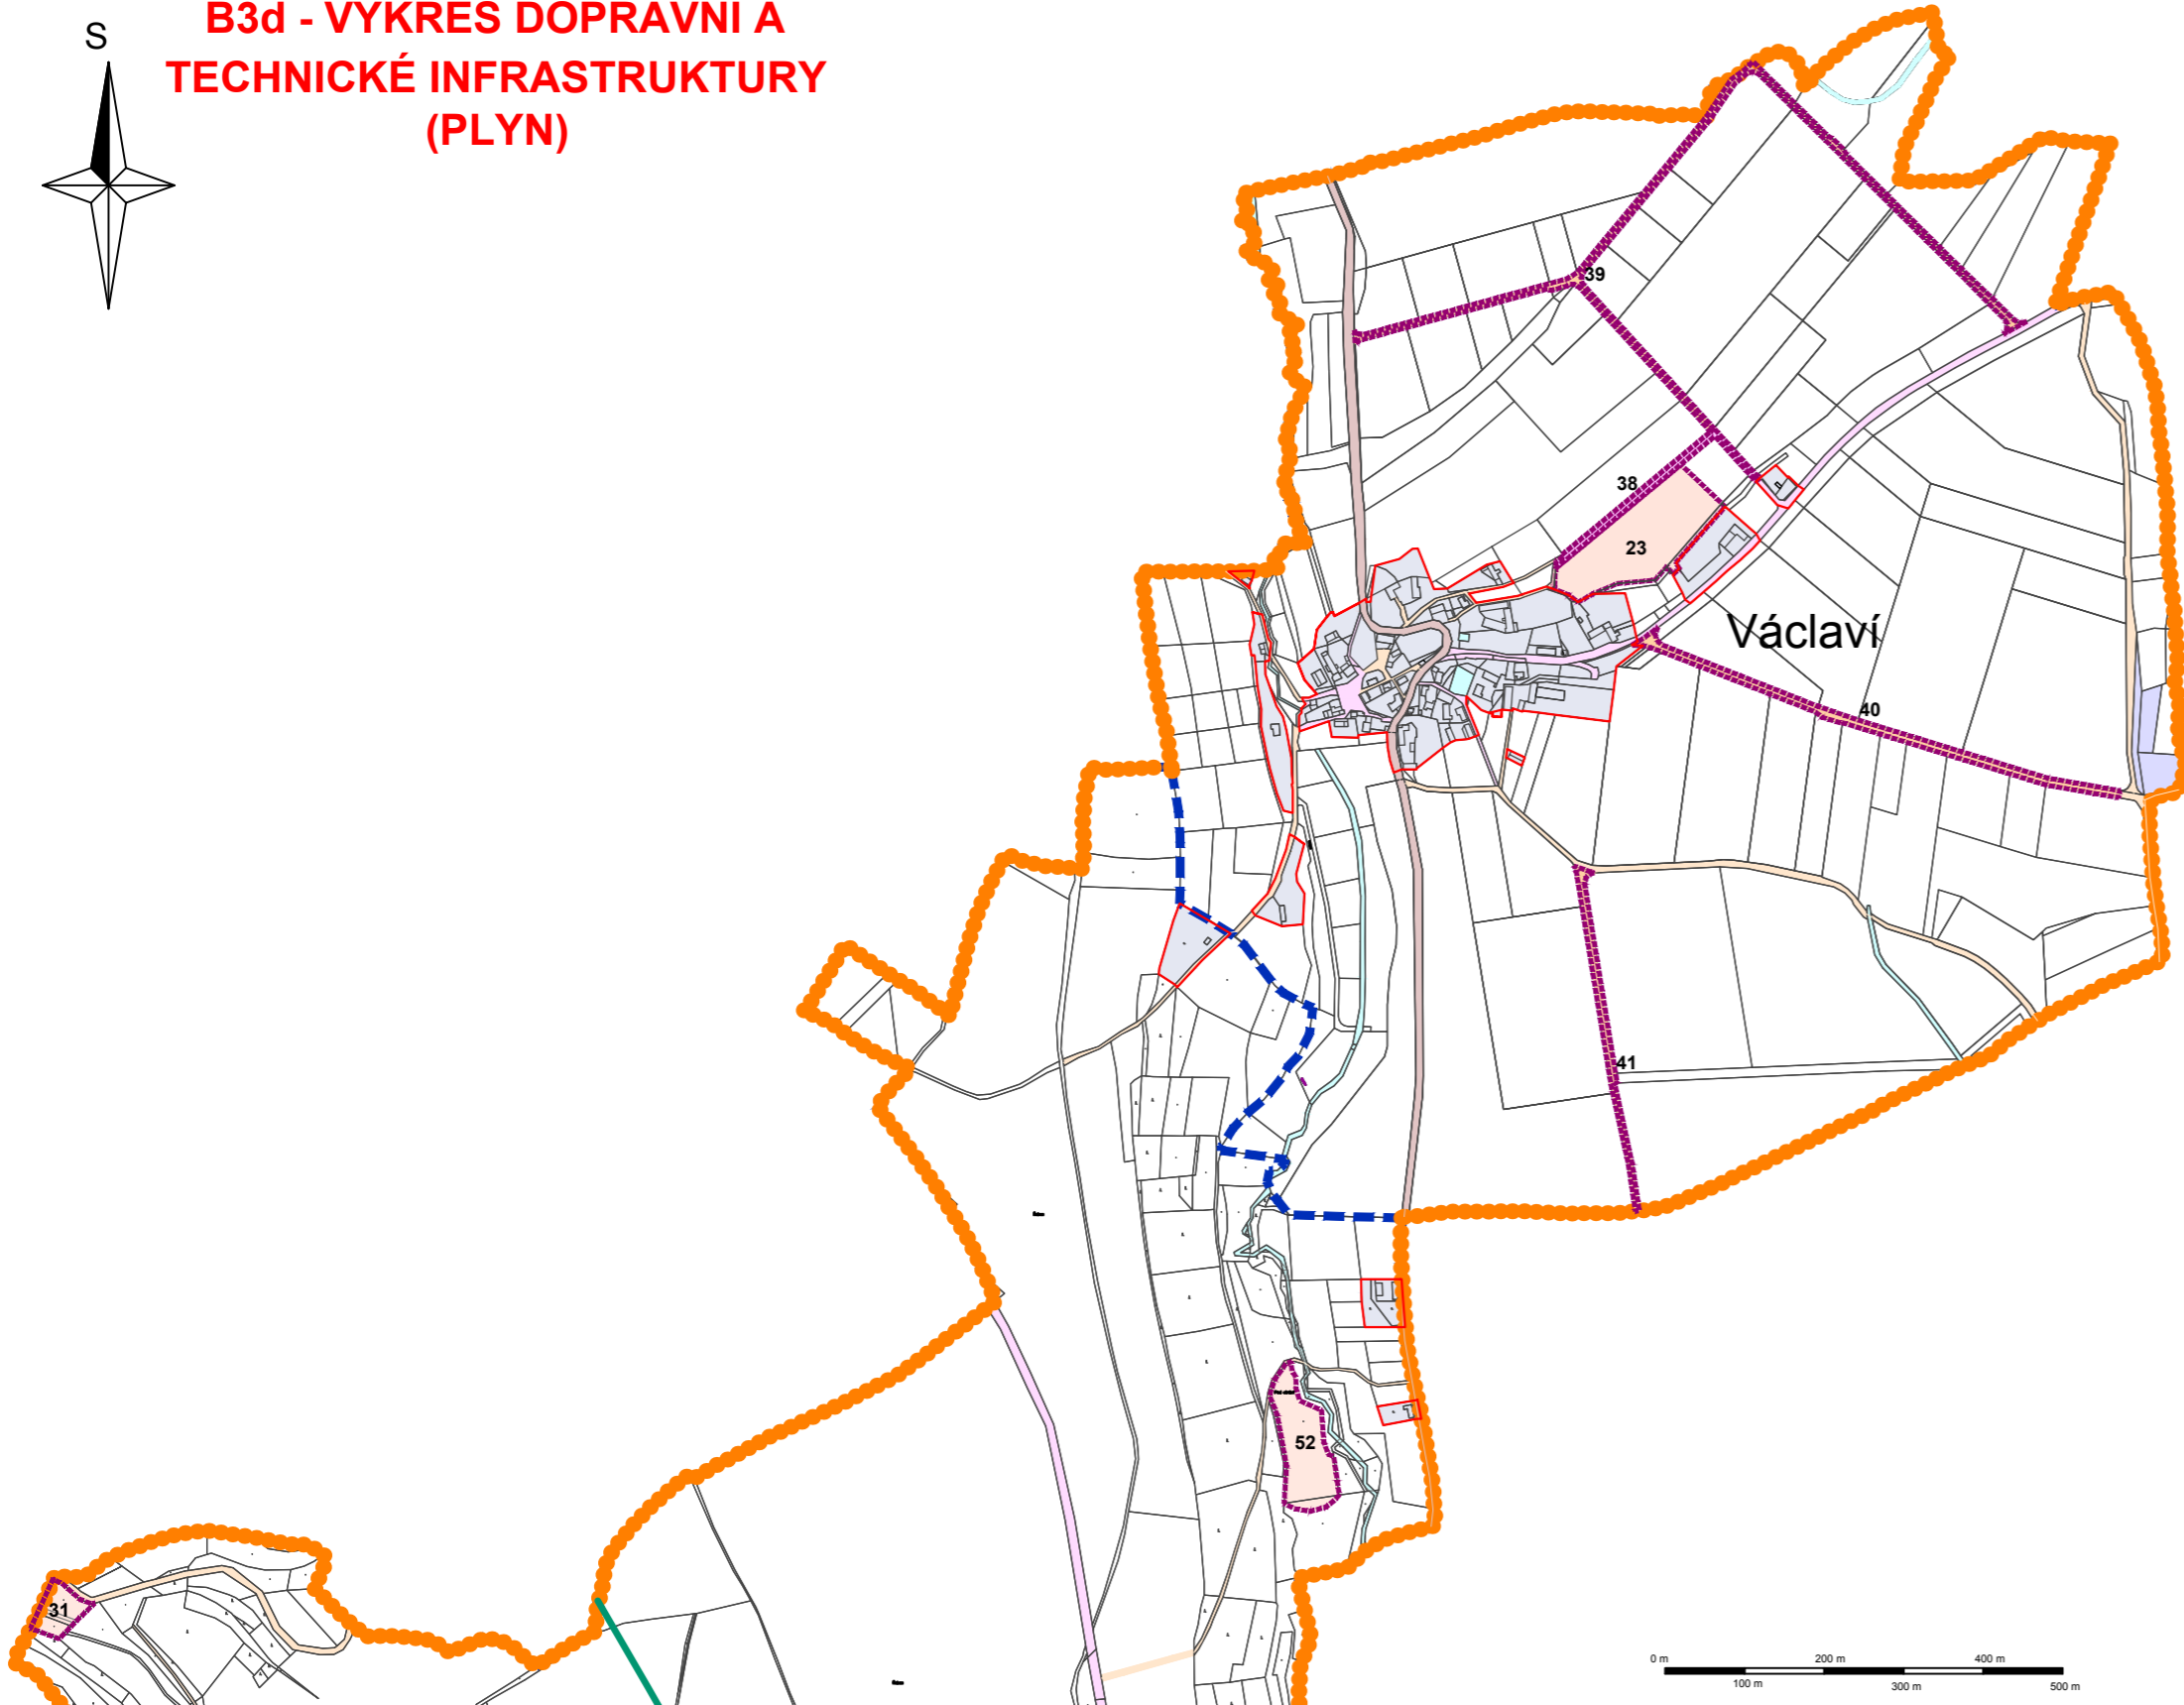 S
B3d - VÝKRES DOPRAVNÍ A
TECHNICKÉ INFRASTRUKTURY
(PLYN)
39
38
23
Václaví
40
41
52
31
0 m
200 m
400 m
100 m
300 m
500 m